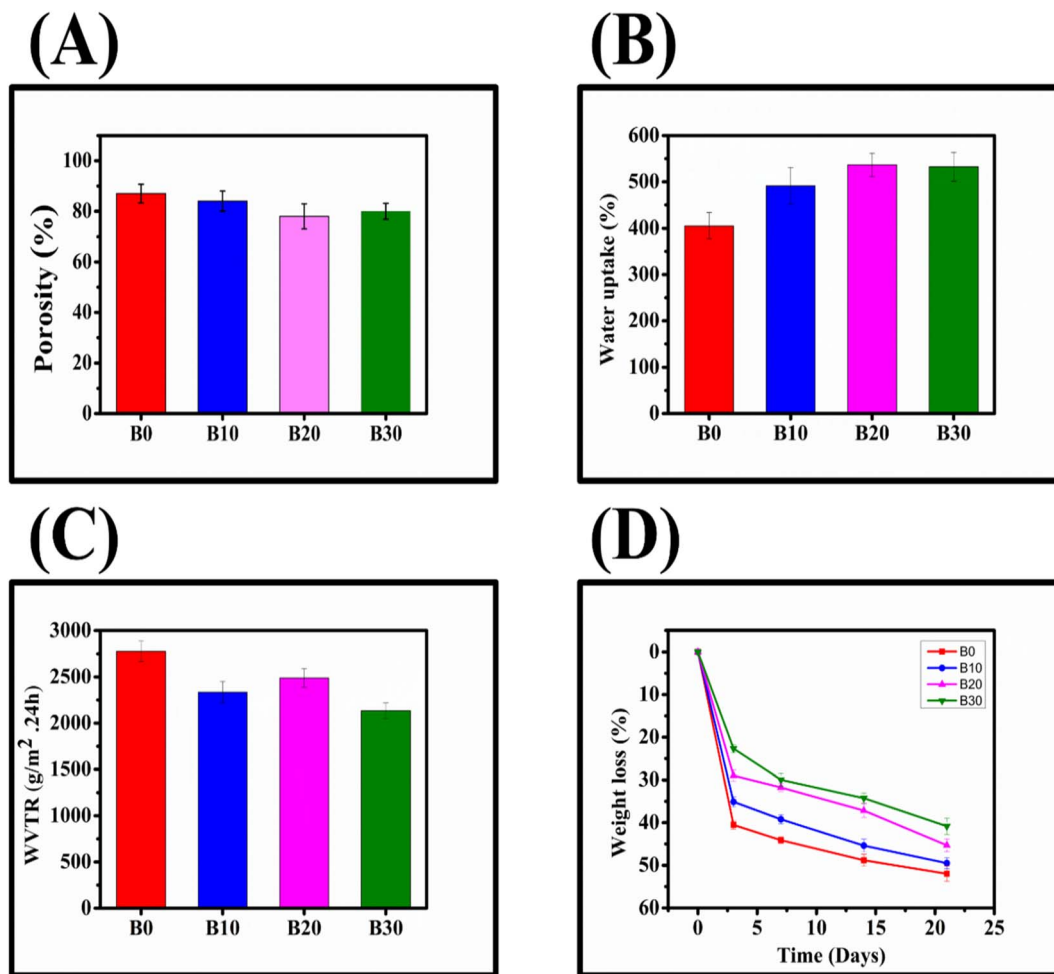 (A)
Porosity (%)
100
80
60
40
20
0
B0 B10 B20 B30
(B)
Water uptake (%)
600
500
400
300
200
100
0
B0 B10 B20 B30
(C)
WVTR (g/m² .24h)
3000
2500
2000
1500
1000
500
0
B0 B10 B20 B30
(D)
Weight loss (%)
0
10
20
30
40
50
60
B0
B10
B20
B30
0 5 10 15 20 25
Time (Days)